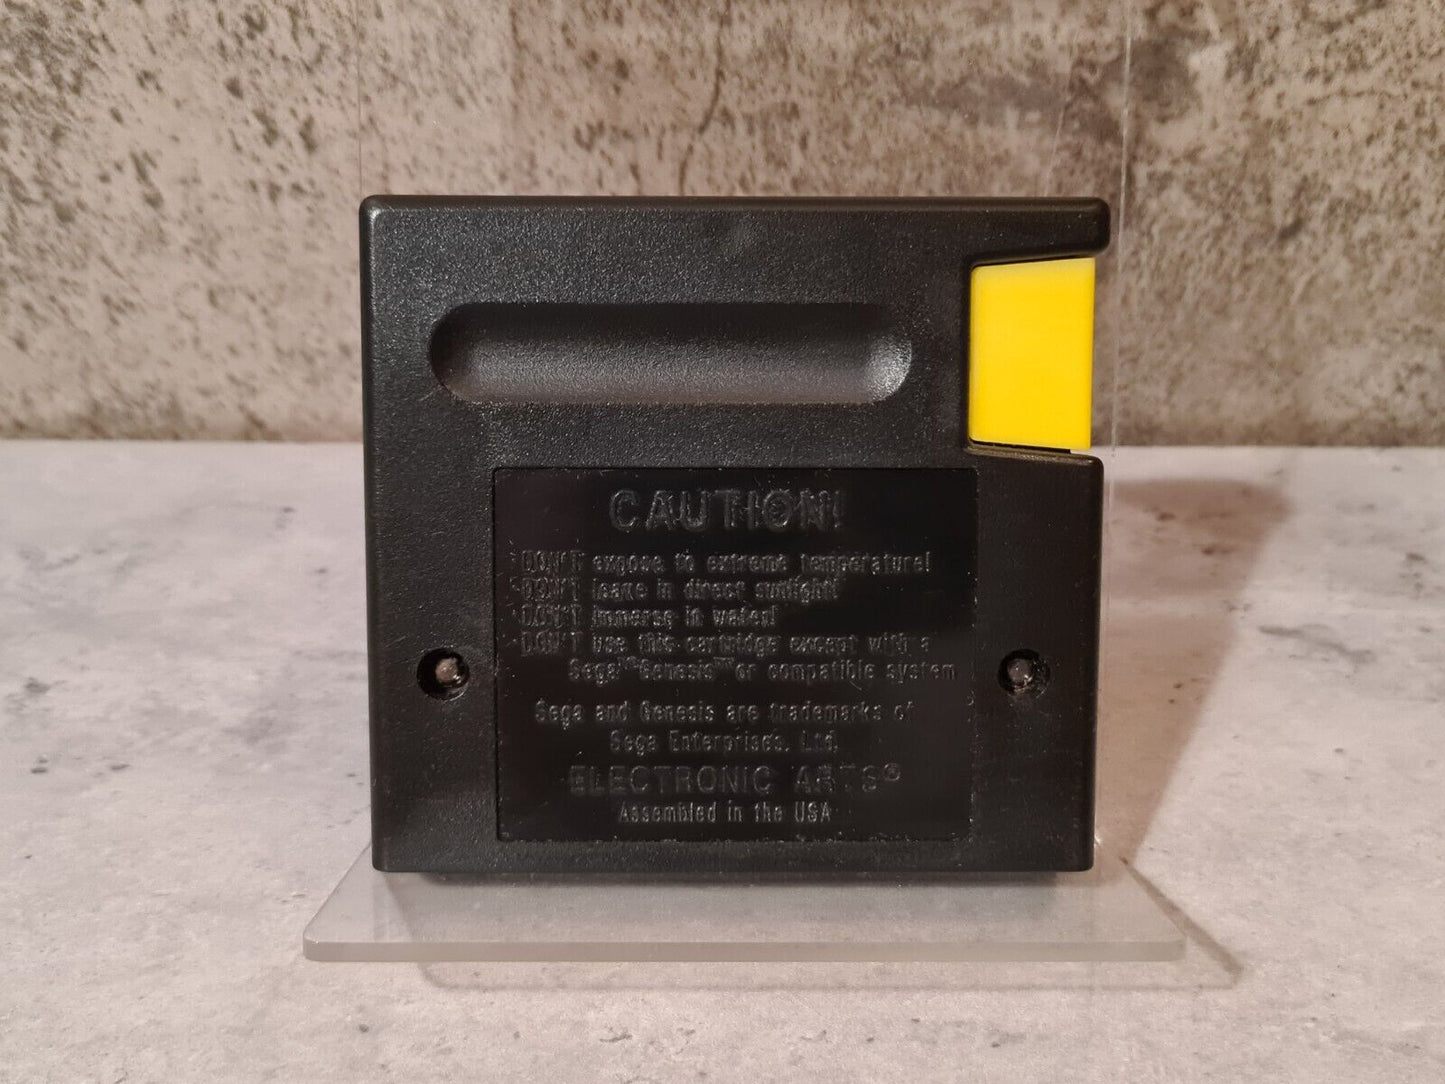 CAUTION!
DON'T expose to extreme temperature!
DON'T leave in direct sunlight!
DON'T immerse in water!
DON'T use this cartridge except with a
Sega™ Genesis™ or compatible system
Sega and Genesis are trademarks of
Sega Enterprises, Ltd.
ELECTRONIC ARTS®
Assembled in the USA